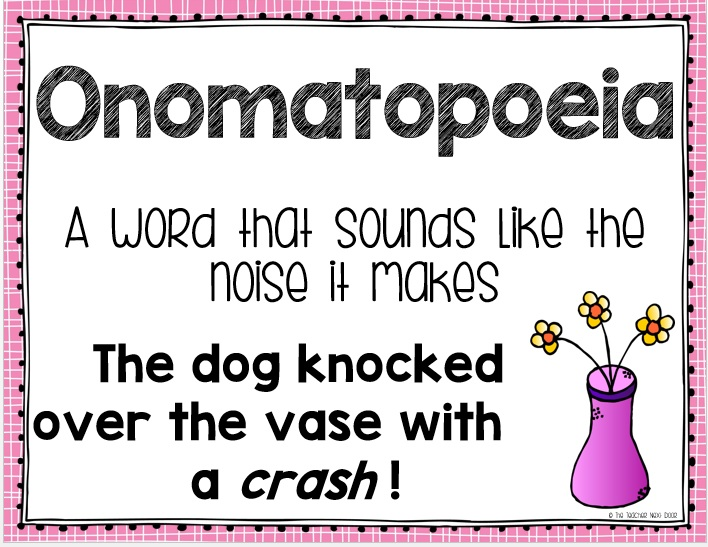 Onomatopoeia
A word that sounds like the
noise it makes
The dog knocked
over the vase with
a crash!
© The Teacher Next Door